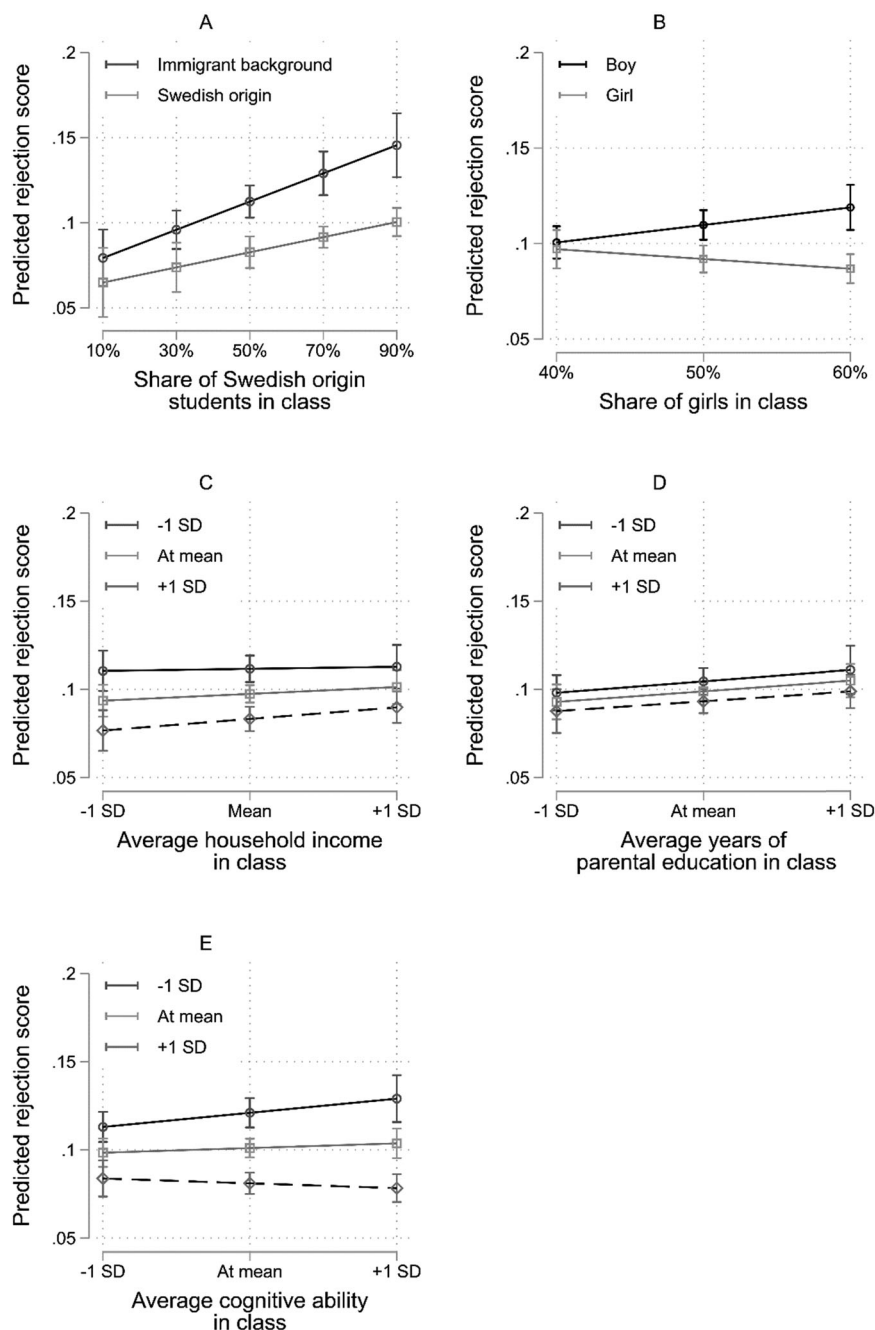 A
Predicted rejection score
.2
.15
.1
.05
Immigrant background
Swedish origin
10%
30%
50%
70%
90%
Share of Swedish origin
students in class
B
Predicted rejection score
.2
.15
.1
.05
Boy
Girl
40%
50%
60%
Share of girls in class
C
Predicted rejection score
.2
.15
.1
.05
-1 SD
At mean
+1 SD
-1 SD
Mean
+1 SD
Average household income
in class
D
Predicted rejection score
.2
.15
.1
.05
-1 SD
At mean
+1 SD
-1 SD
At mean
+1 SD
Average years of
parental education in class
E
Predicted rejection score
.2
.15
.1
.05
-1 SD
At mean
+1 SD
-1 SD
At mean
+1 SD
Average cognitive ability
in class